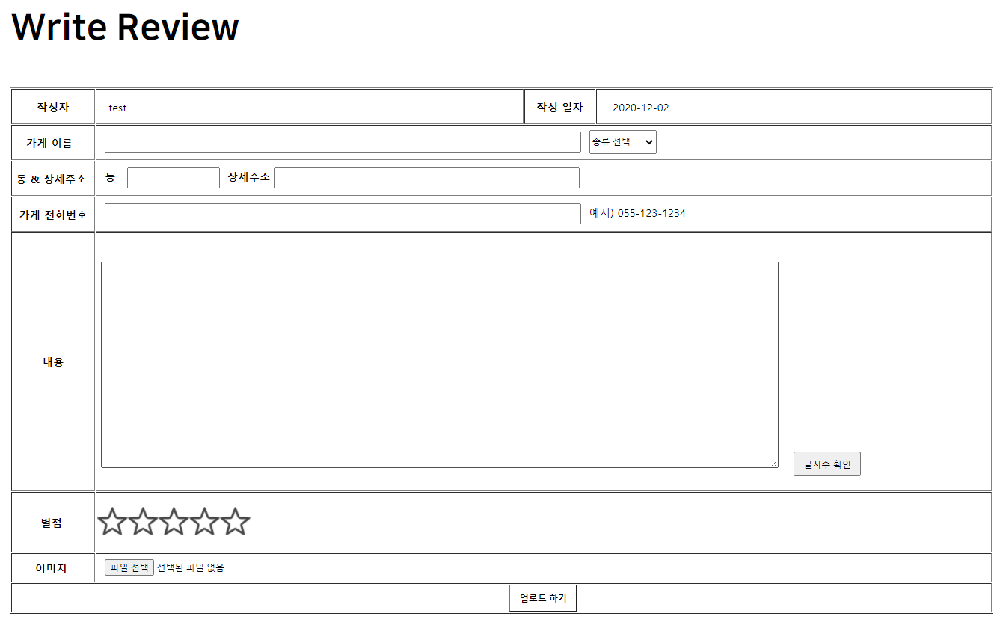 Write Review
작성자 test 작성 일자 2020-12-02
가게 이름 종류 선택
동 & 상세주소 동 상세주소
가게 전화번호 예시) 055-123-1234
내용
글자수 확인
별점
이미지 파일 선택 선택된 파일 없음
업로드 하기